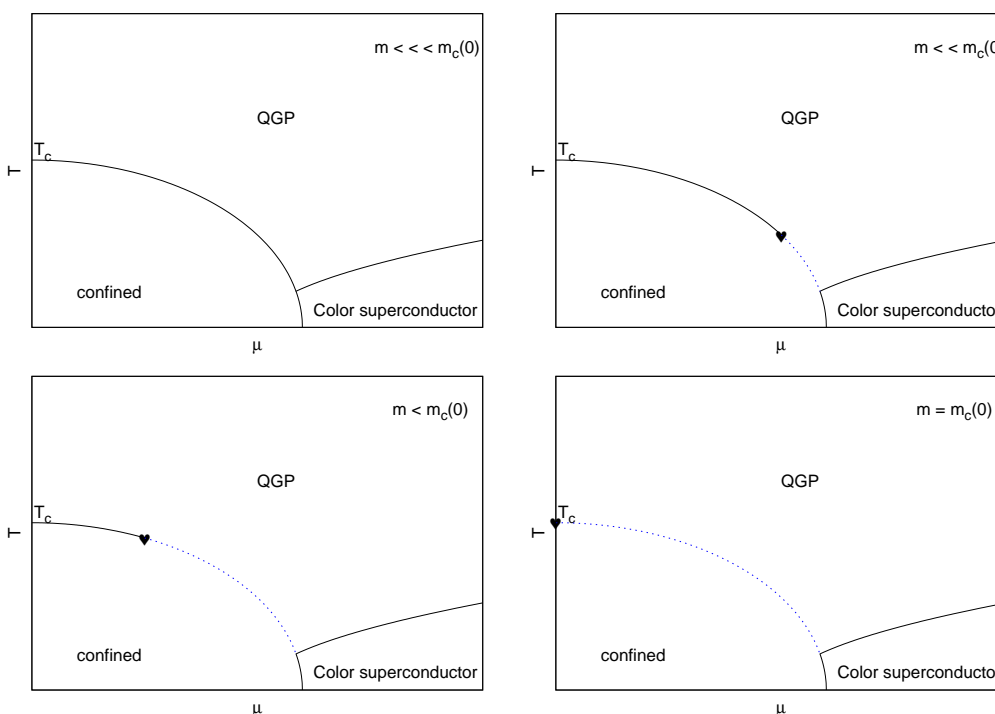 m < < < m_c(0)
QGP
T_c
T
confined
Color superconductor
μ
m < < m_c(0
QGP
T_c
T
confined
Color superconducto
μ
m < m_c(0)
QGP
T_c
T
confined
Color superconductor
μ
m = m_c(0)
QGP
T_c
T
confined
Color superconducto
μ